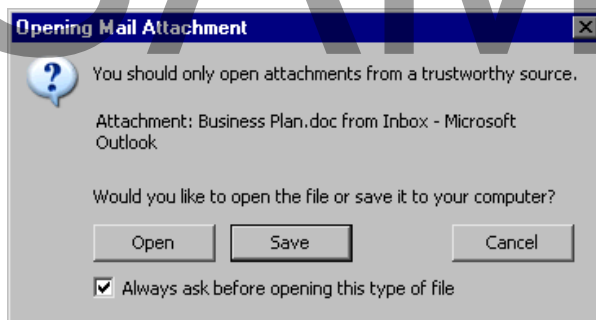 Opening Mail Attachment
You should only open attachments from a trustworthy source.
Attachment: Business Plan.doc from Inbox - Microsoft
Outlook
Would you like to open the file or save it to your computer?
Open
Save
Cancel
Always ask before opening this type of file